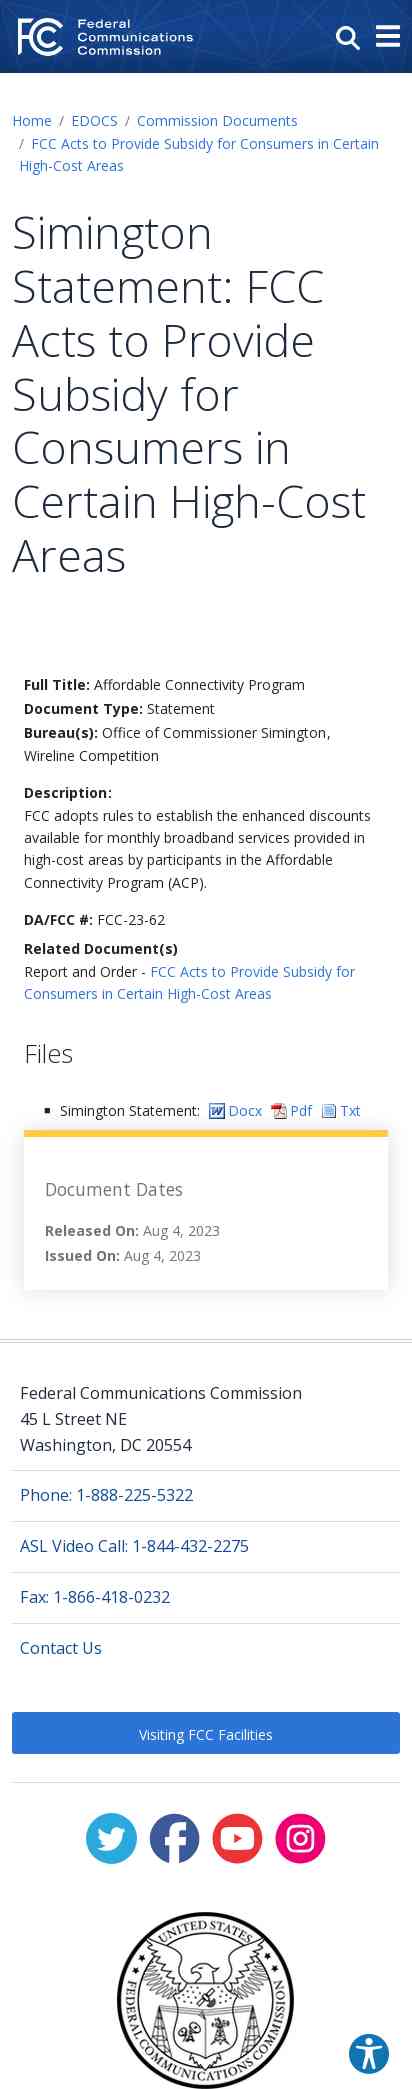 FCC
Federal
Communications
Commission
Home / EDOCS / Commission Documents
/ FCC Acts to Provide Subsidy for Consumers in Certain
High-Cost Areas
Simington
Statement: FCC
Acts to Provide
Subsidy for
Consumers in
Certain High-Cost
Areas
Full Title: Affordable Connectivity Program
Document Type: Statement
Bureau(s): Office of Commissioner Simington,
Wireline Competition
Description:
FCC adopts rules to establish the enhanced discounts
available for monthly broadband services provided in
high-cost areas by participants in the Affordable
Connectivity Program (ACP).
DA/FCC #: FCC-23-62
Related Document(s)
Report and Order - FCC Acts to Provide Subsidy for
Consumers in Certain High-Cost Areas
Files
Simington Statement: Docx Pdf Txt
Document Dates
Released On: Aug 4, 2023
Issued On: Aug 4, 2023
Federal Communications Commission
45 L Street NE
Washington, DC 20554
Phone: 1-888-225-5322
ASL Video Call: 1-844-432-2275
Fax: 1-866-418-0232
Contact Us
Visiting FCC Facilities
UNITED STATES
FEDERAL COMMUNICATIONS COMMISSION